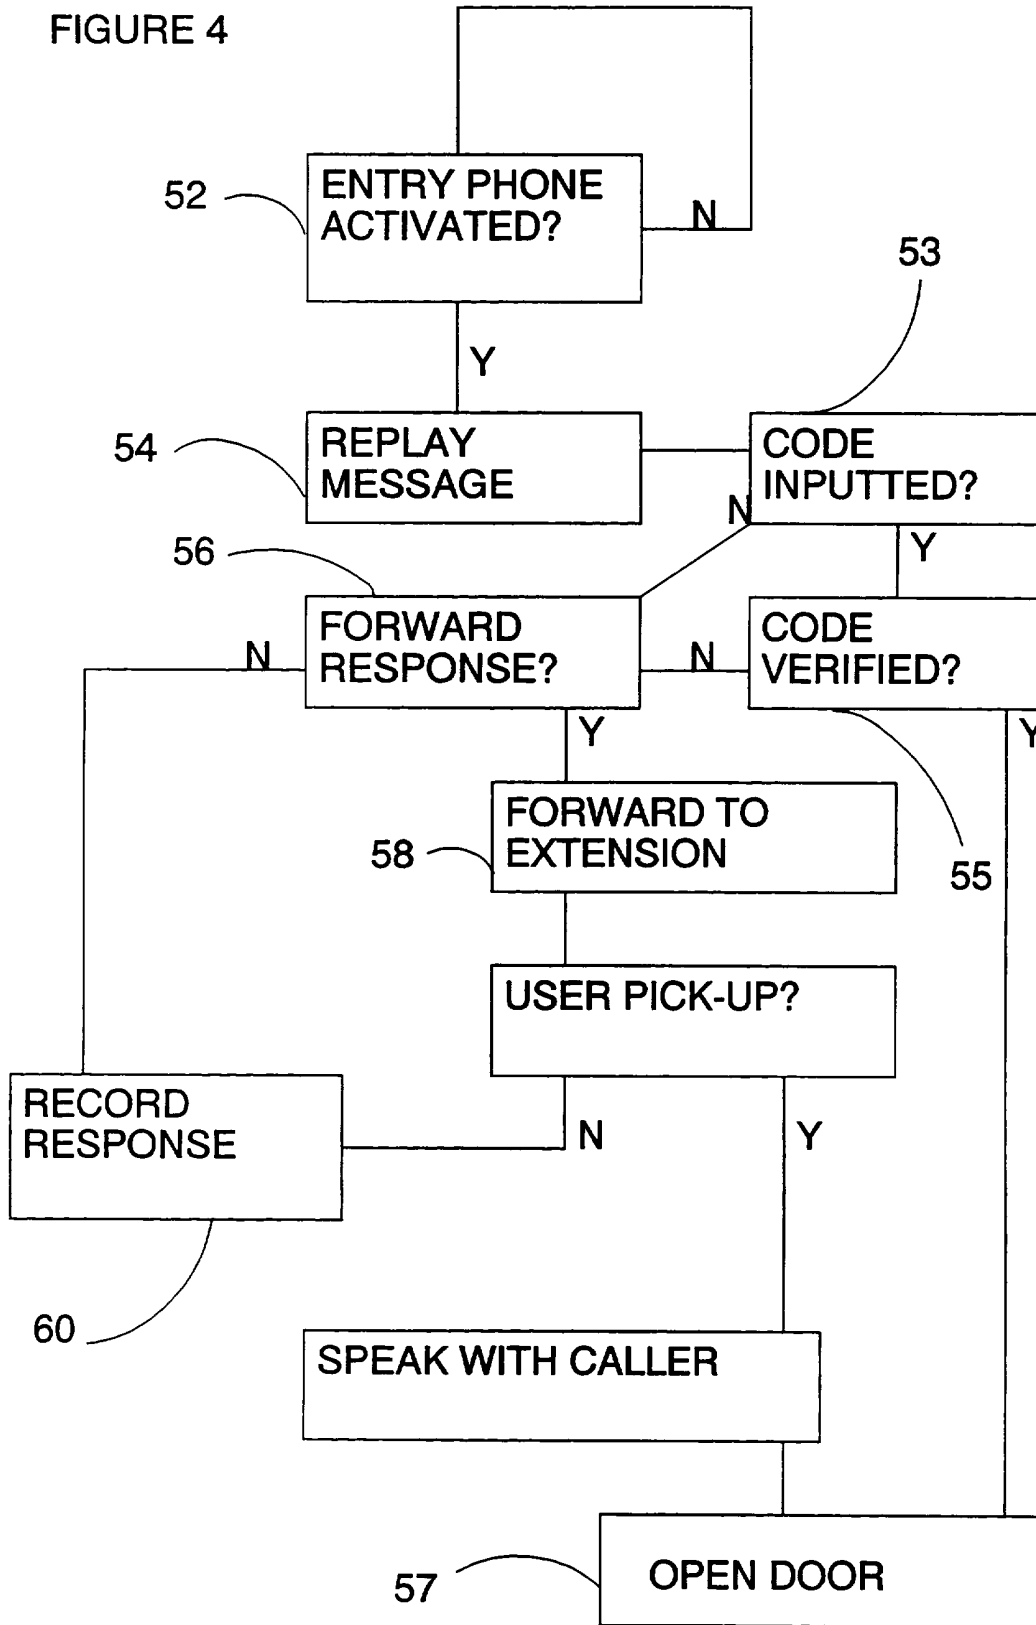 FIGURE 4
ENTRY PHONE
ACTIVATED?
52
N
53
Y
REPLAY
MESSAGE
54
CODE
INPUTTED?
N
Y
56
FORWARD
RESPONSE?
N
N
CODE
VERIFIED?
Y
Y
FORWARD TO
EXTENSION
58
55
USER PICK-UP?
RECORD
RESPONSE
N
Y
60
SPEAK WITH CALLER
57
OPEN DOOR